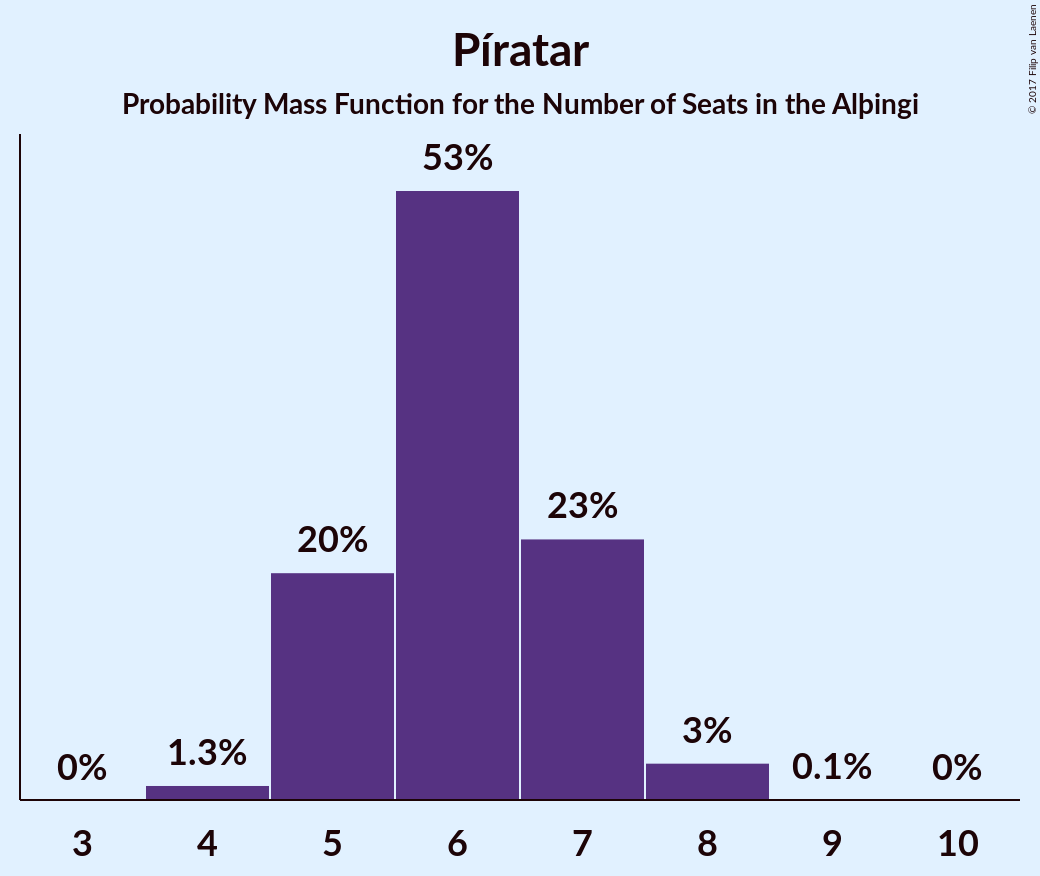 Píratar
Probability Mass Function for the Number of Seats in the Alþingi
© 2017 Filip van Laenen
53%
23%
20%
3%
1.3%
0%
0.1%
0%
3 4 5 6 7 8 9 10